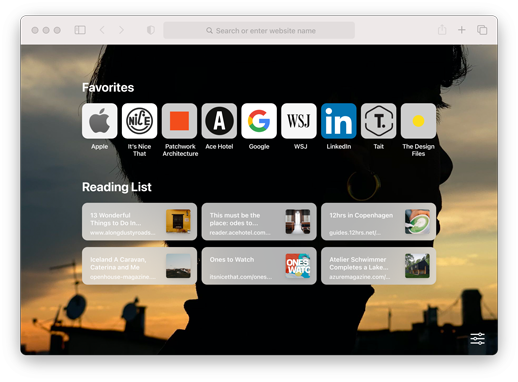 Search or enter website name
Favorites
NICE
A
G
WSJ
in
T.
Apple
It's Nice
That
Patchwork
Architecture
Ace Hotel
Google
WSJ
LinkedIn
Tait
The Design
Files
Reading List
13 Wonderful
Things to Do in...
www.alongdustyroads...
This must be the
place: odes to...
reader.acehotel.com...
12hrs in Copenhagen
guides.12hrs.net/...
Iceland A Caravan,
Caterina and me
openhouse-magazine...
Ones to Watch
itsnicethat.com/ones...
ONES
WATC
Atelier Schwimmer
Completes a Lake...
azuremagazine.com/...